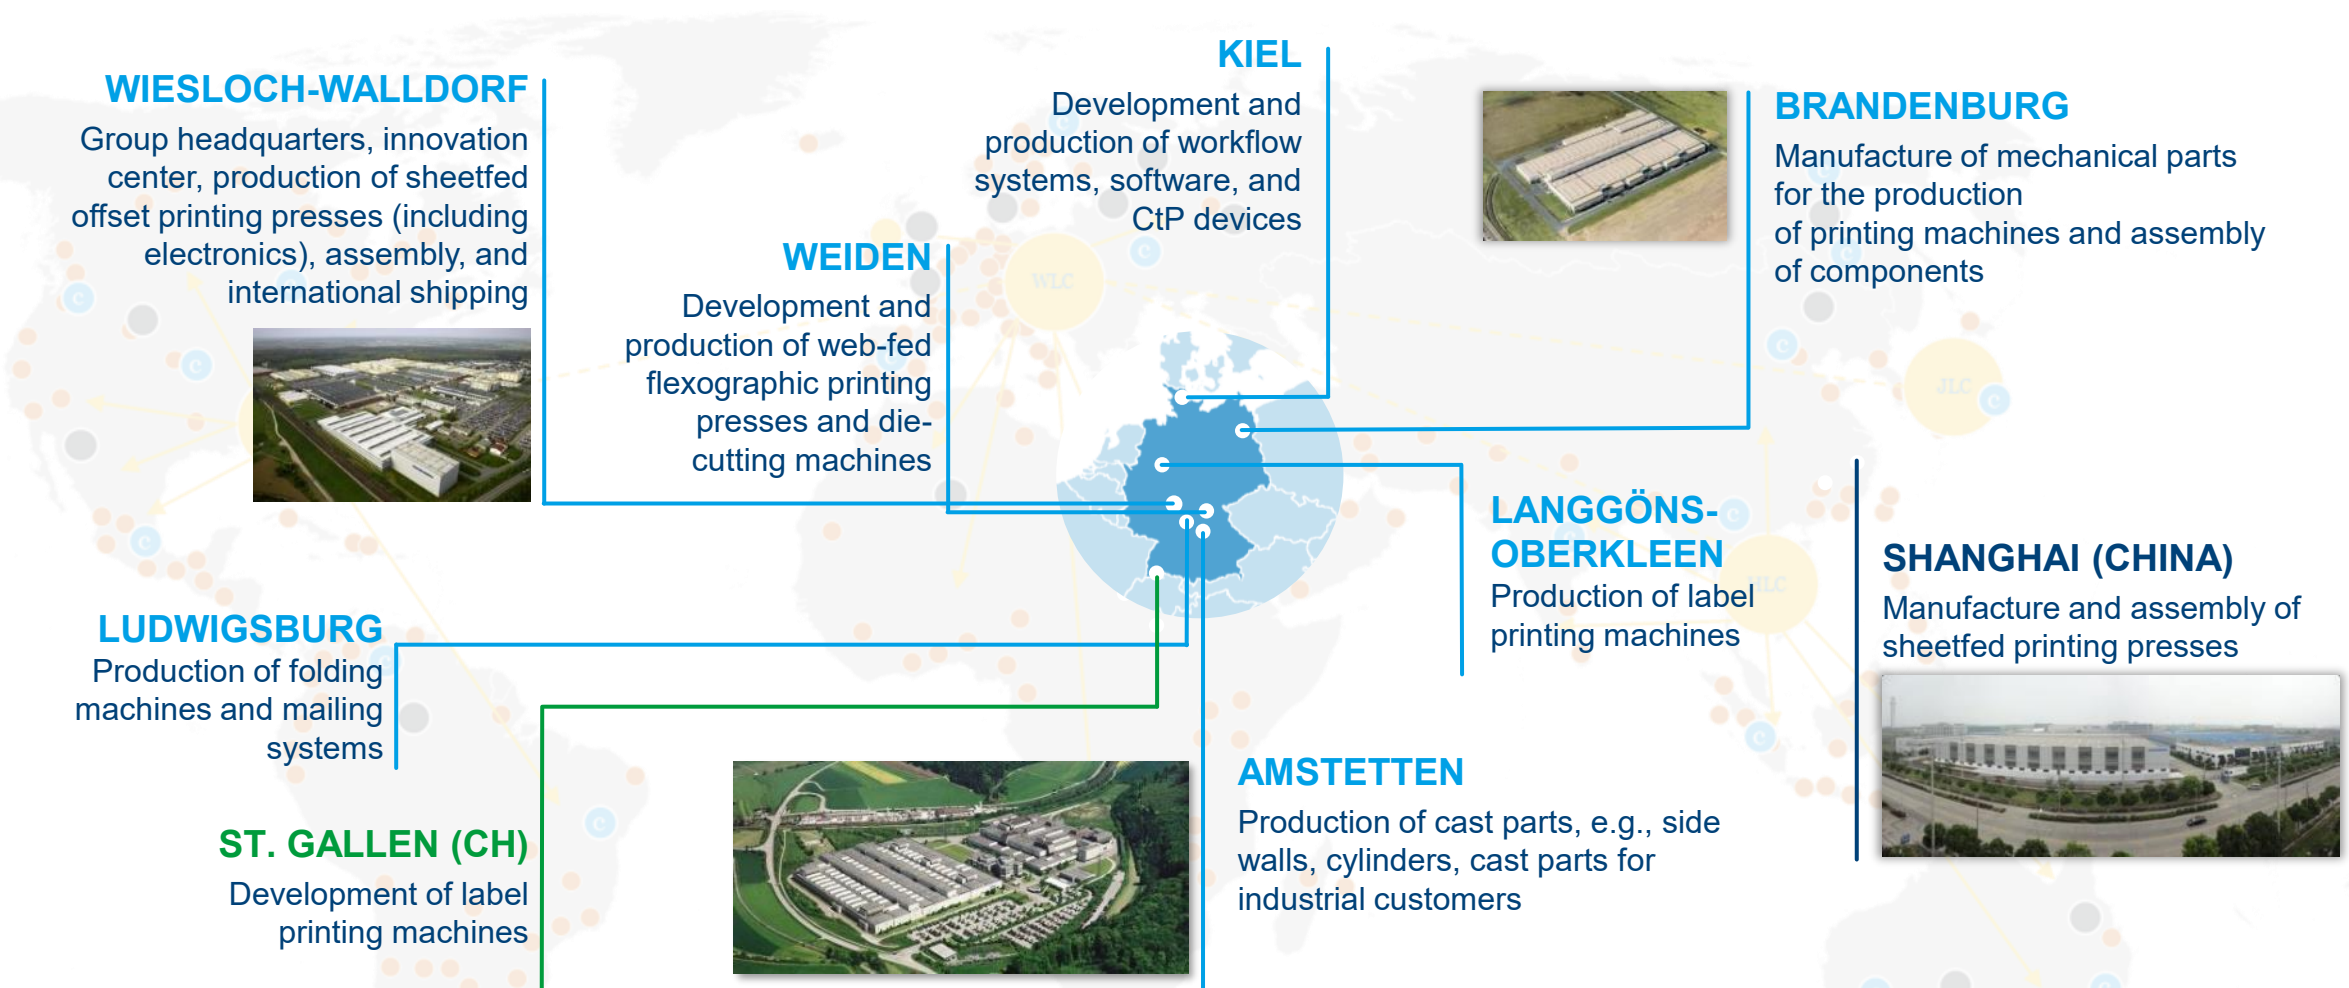 WIESLOCH-WALLDORF
Group headquarters, innovation
center, production of sheetfed
offset printing presses (including
electronics), assembly, and
international shipping
WEIDEN
Development and
production of web-fed
flexographic printing
presses and die-
cutting machines
KIEL
Development and
production of workflow
systems, software, and
CtP devices
BRANDENBURG
Manufacture of mechanical parts
for the production
of printing machines and assembly
of components
WLC
JLC
LANGGÖNS-
OBERKLEEN
Production of label
printing machines
SHANGHAI (CHINA)
Manufacture and assembly of
sheetfed printing presses
LUDWIGSBURG
Production of folding
machines and mailing
systems
ST. GALLEN (CH)
Development of label
printing machines
AMSTETTEN
Production of cast parts, e.g., side
walls, cylinders, cast parts for
industrial customers